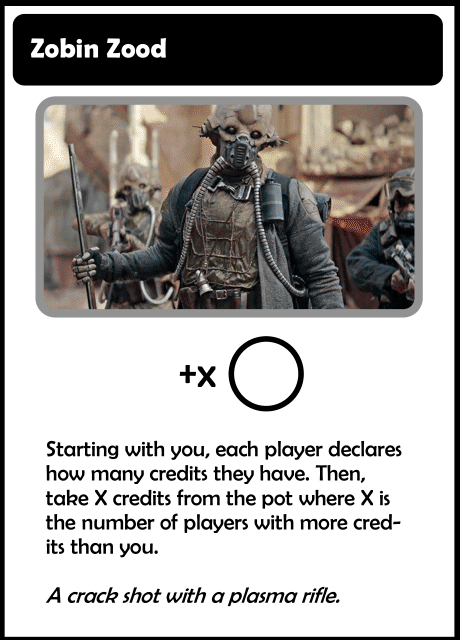 Zobin Zood
+X
Starting with you, each player declares
how many credits they have. Then,
take X credits from the pot where X is
the number of players with more cred-
its than you.
A crack shot with a plasma rifle.